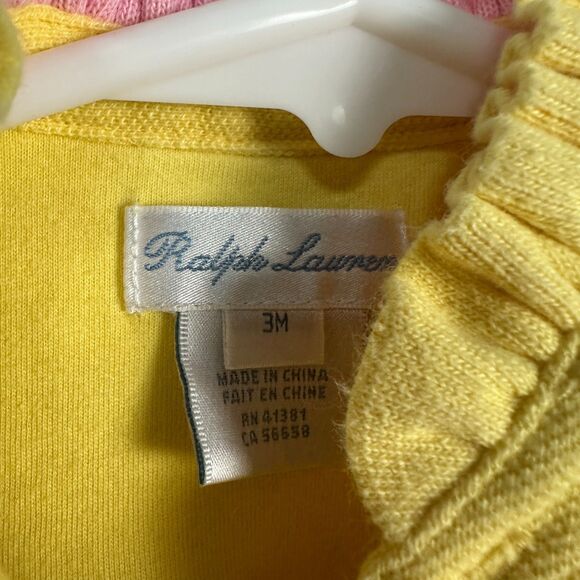 Ralph Lauren
3M
MADE IN CHINA
FAIT EN CHINE
RN 41381
CA 56658